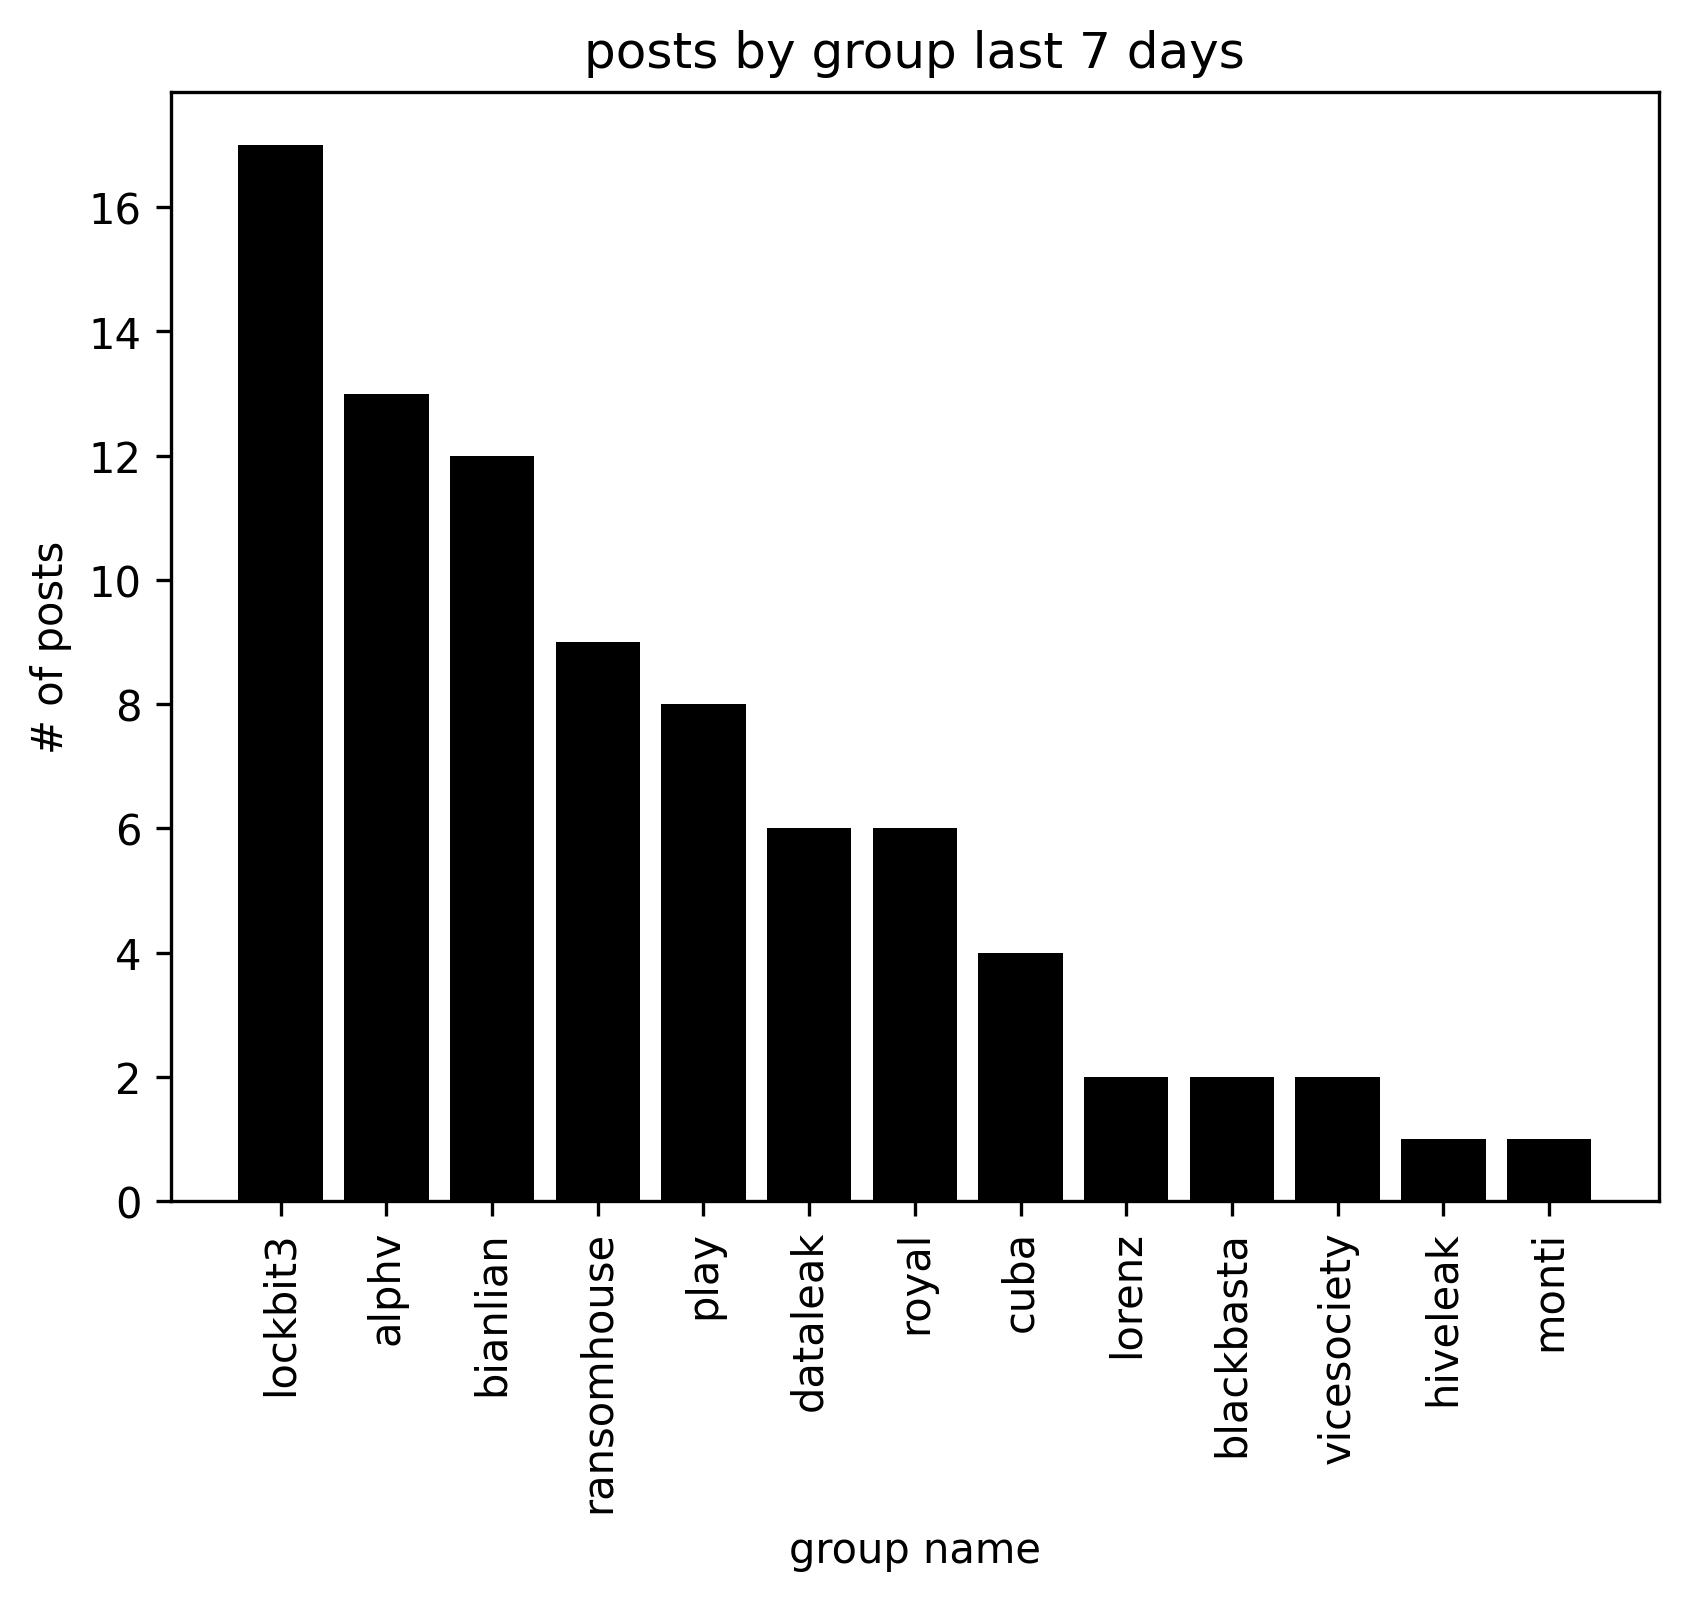 posts by group last 7 days
# of posts
16
14
12
10
8
6
4
2
0
lockbit3
alphv
bianlian
ransomhouse
play
dataleak
royal
cuba
lorenz
blackbasta
vicesociety
hiveleak
monti
group name